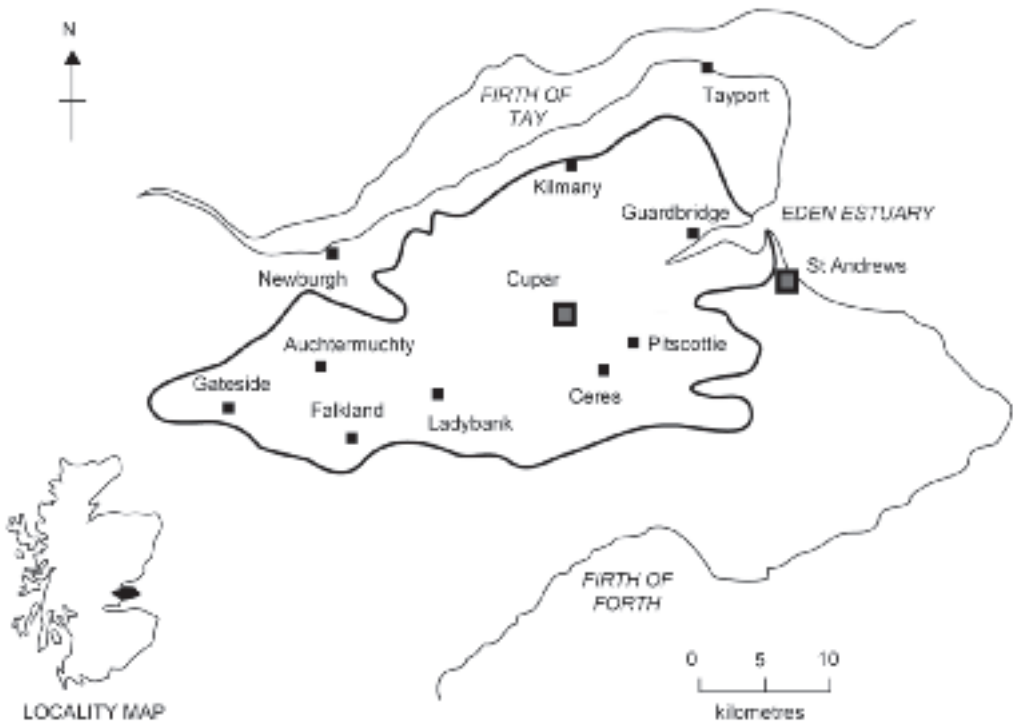 N
FIRTH OF
TAY
Tayport
Kilmany
Guardbridge
EDEN ESTUARY
Newburgh
Cupar
St Andrews
Auchtermuchty
Pitscottie
Gateside
Falkland
Ceres
Ladybank
FIRTH OF
FORTH
0 5 10
kilometres
LOCALITY MAP